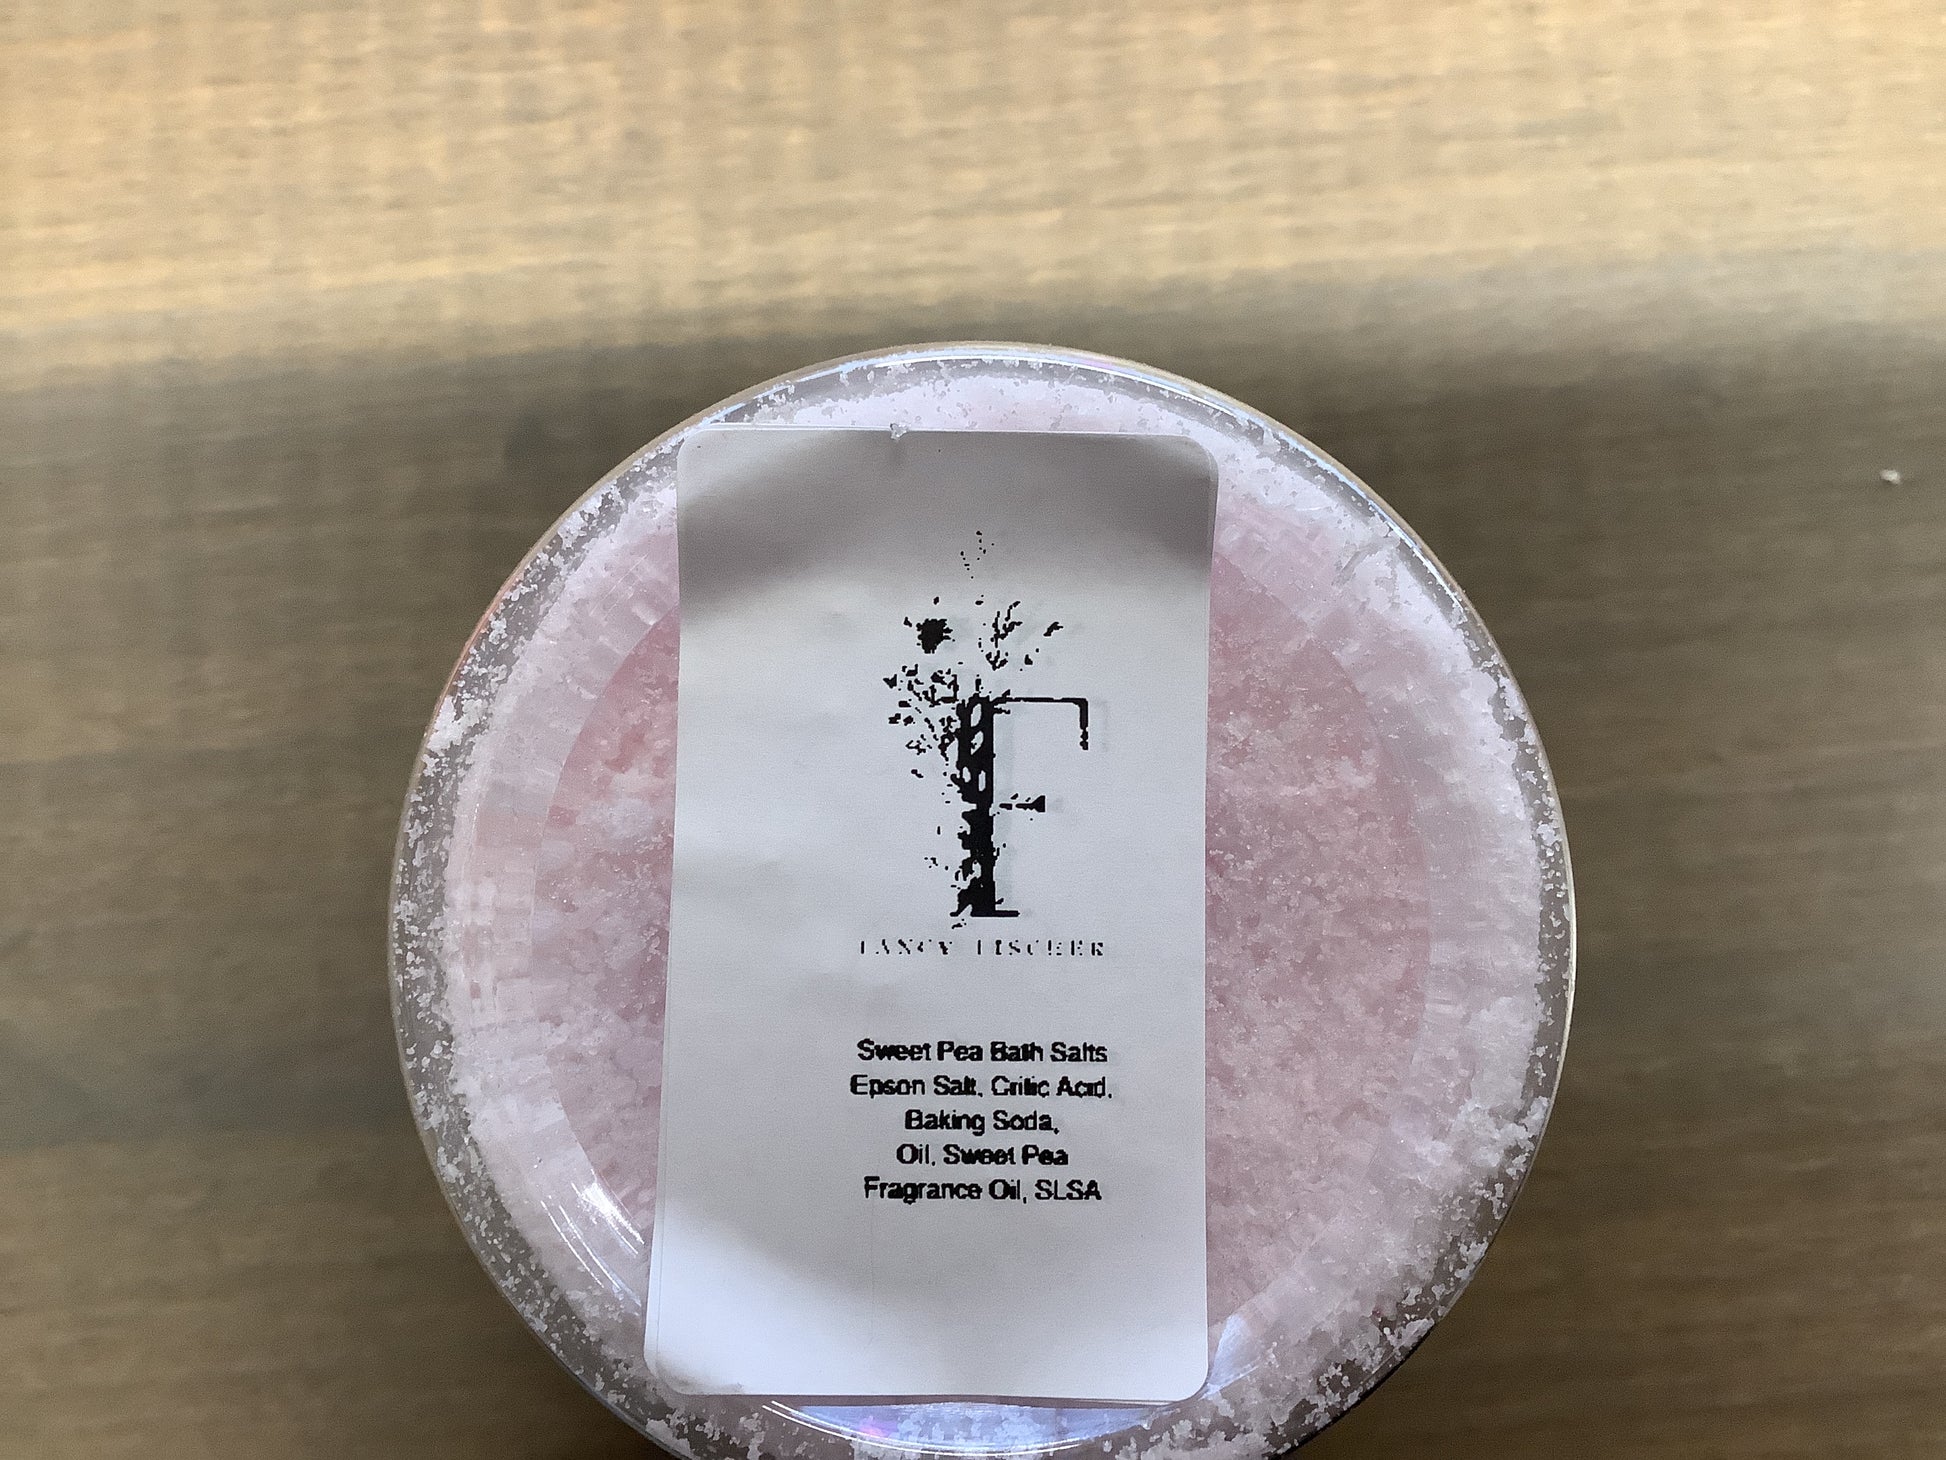 F
FANCY FISCHER
Sweet Pea Bath Salts
Epson Salt, Critic Acid,
Baking Soda,
Oil, Sweet Pea
Fragrance Oil, SLSA